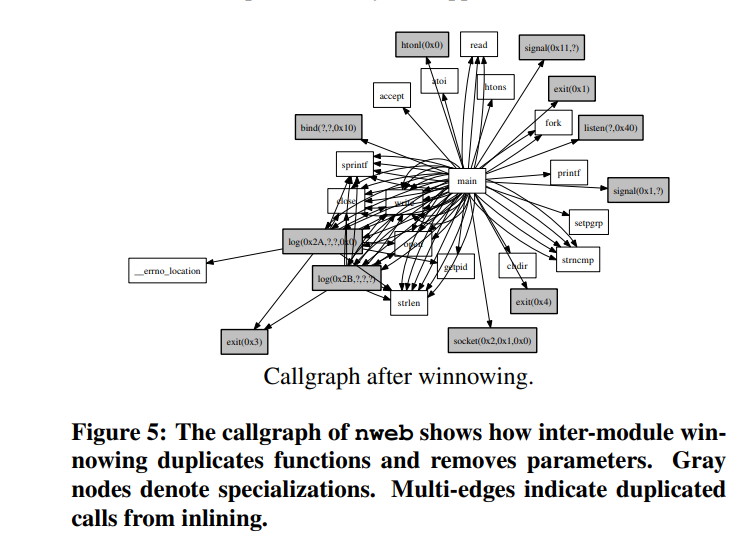 htonl(0x0)
read
signal(0x11,?)
atoi
htons
exit(0x1)
accept
fork
bind(?,?,0x10)
listen(?,0x40)
sprintf
printf
main
signal(0x1,?)
close
write
setpgrp
log(0x2A,?,?,0x0)
open
__errno_location
getpid
chdir
strncmp
log(0x2B,?,?,?)
strlen
exit(0x4)
exit(0x3)
socket(0x2,0x1,0x0)
Callgraph after winnowing.
Figure 5: The callgraph of nweb shows how inter-module win-
nowing duplicates functions and removes parameters. Gray
nodes denote specializations. Multi-edges indicate duplicated
calls from inlining.